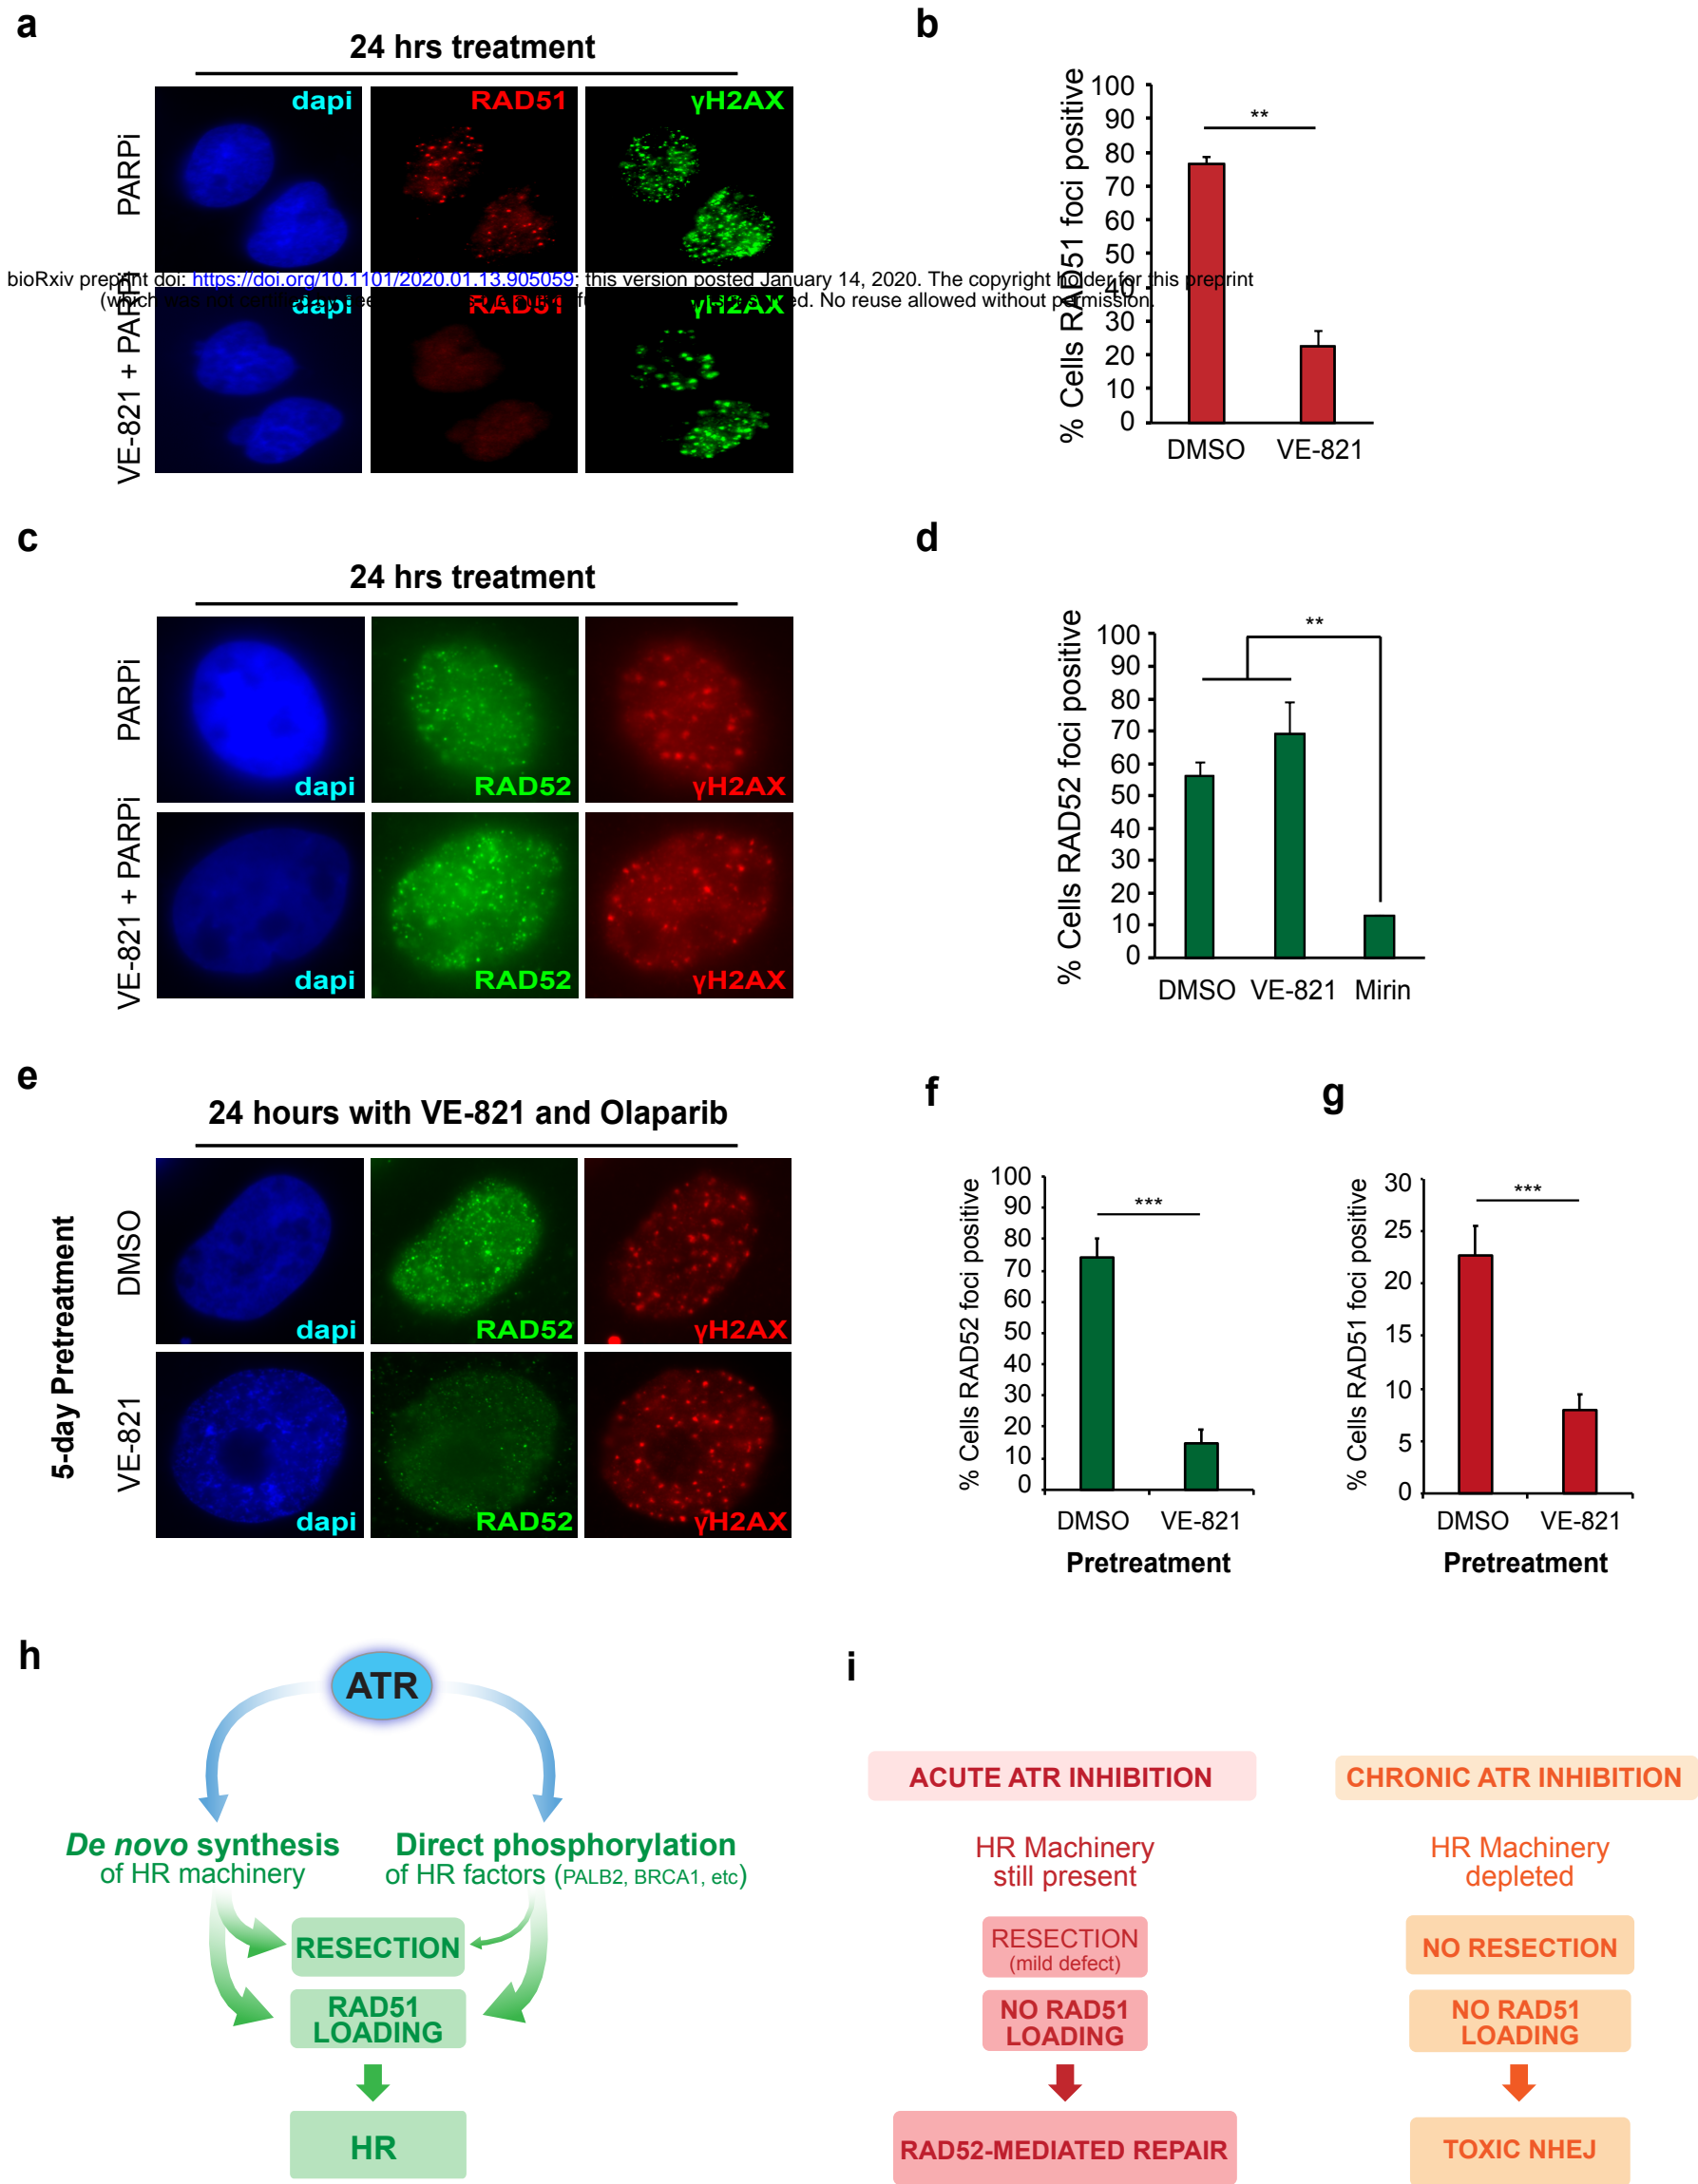 a
24 hrs treatment
PARPi
dapi
RAD51
γH2AX
VE-821 + PARPi
dapi
RAD51
γH2AX
b
% Cells RAD51 foci positive
100
90
80
70
60
50
40
30
20
10
0
**
DMSO
VE-821
bioRxiv preprint doi: https://doi.org/10.1101/2020.01.13.905059; this version posted January 14, 2020. The copyright holder for this preprint
(which was not certified by peer ed. No reuse allowed without permission.
c
24 hrs treatment
PARPi
dapi
RAD52
γH2AX
VE-821 + PARPi
dapi
RAD52
γH2AX
d
% Cells RAD52 foci positive
100
90
80
70
60
50
40
30
20
10
0
**
DMSO
VE-821
Mirin
e
24 hours with VE-821 and Olaparib
5-day Pretreatment
DMSO
dapi
RAD52
γH2AX
VE-821
dapi
RAD52
γH2AX
f
% Cells RAD52 foci positive
100
90
80
70
60
50
40
30
20
10
0
***
DMSO
VE-821
Pretreatment
g
% Cells RAD51 foci positive
30
25
20
15
10
5
0
***
DMSO
VE-821
Pretreatment
h
ATR
De novo synthesis
of HR machinery
Direct phosphorylation
of HR factors (PALB2, BRCA1, etc)
RESECTION
RAD51
LOADING
HR
i
ACUTE ATR INHIBITION
HR Machinery
still present
RESECTION
(mild defect)
NO RAD51
LOADING
RAD52-MEDIATED REPAIR
CHRONIC ATR INHIBITION
HR Machinery
depleted
NO RESECTION
NO RAD51
LOADING
TOXIC NHEJ